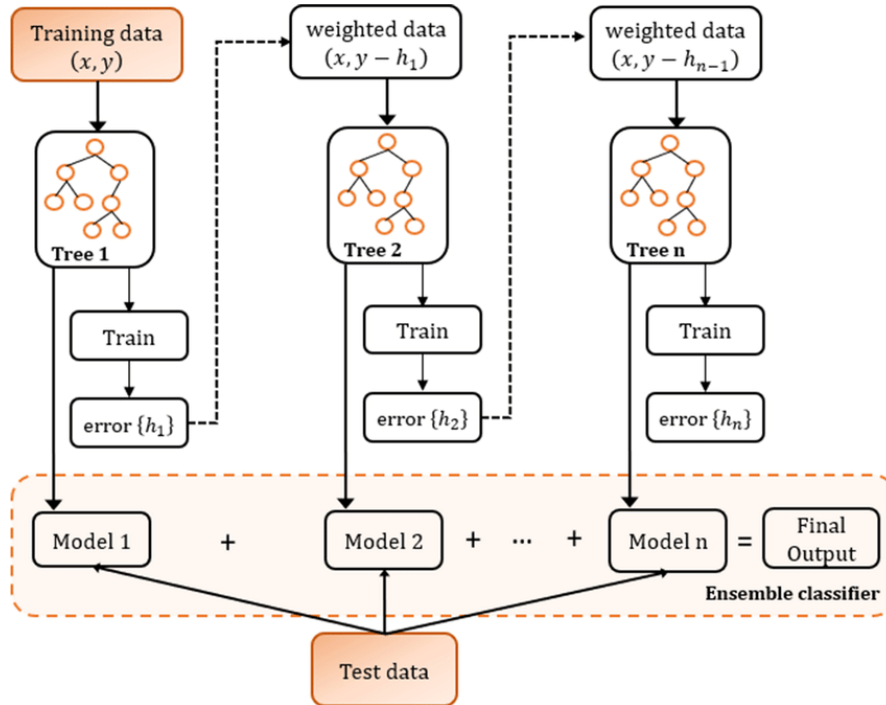 Training data
(x, y)
weighted data
(x, y − h₁)
weighted data
(x, y − hₙ₋₁)
Tree 1
Tree 2
Tree n
Train
Train
Train
error {h₁}
error {h₂}
error {hₙ}
Model 1
+
Model 2
+ ... +
Model n
=
Final
Output
Ensemble classifier
Test data